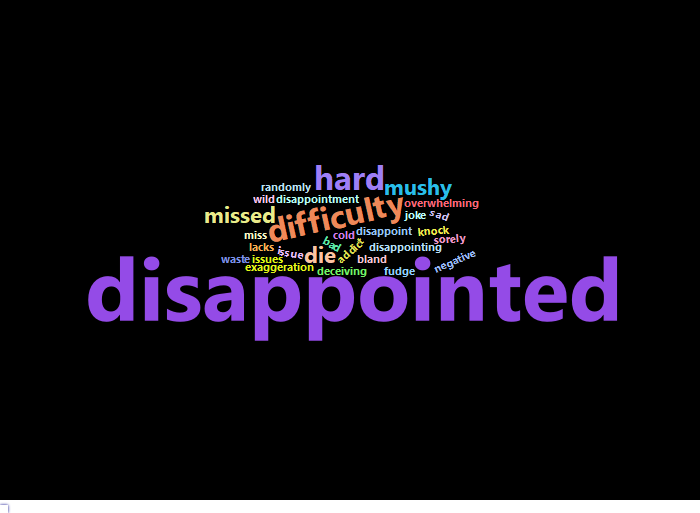 hard
randomly
mushy
wild
disappointment
overwhelming
missed
difficulty
joke
sad
miss
cold
disappoint
knock
bad
addict
sorely
lacks
issue
disappointing
waste
issues
die
bland
negative
exaggeration
deceiving
fudge
disappointed